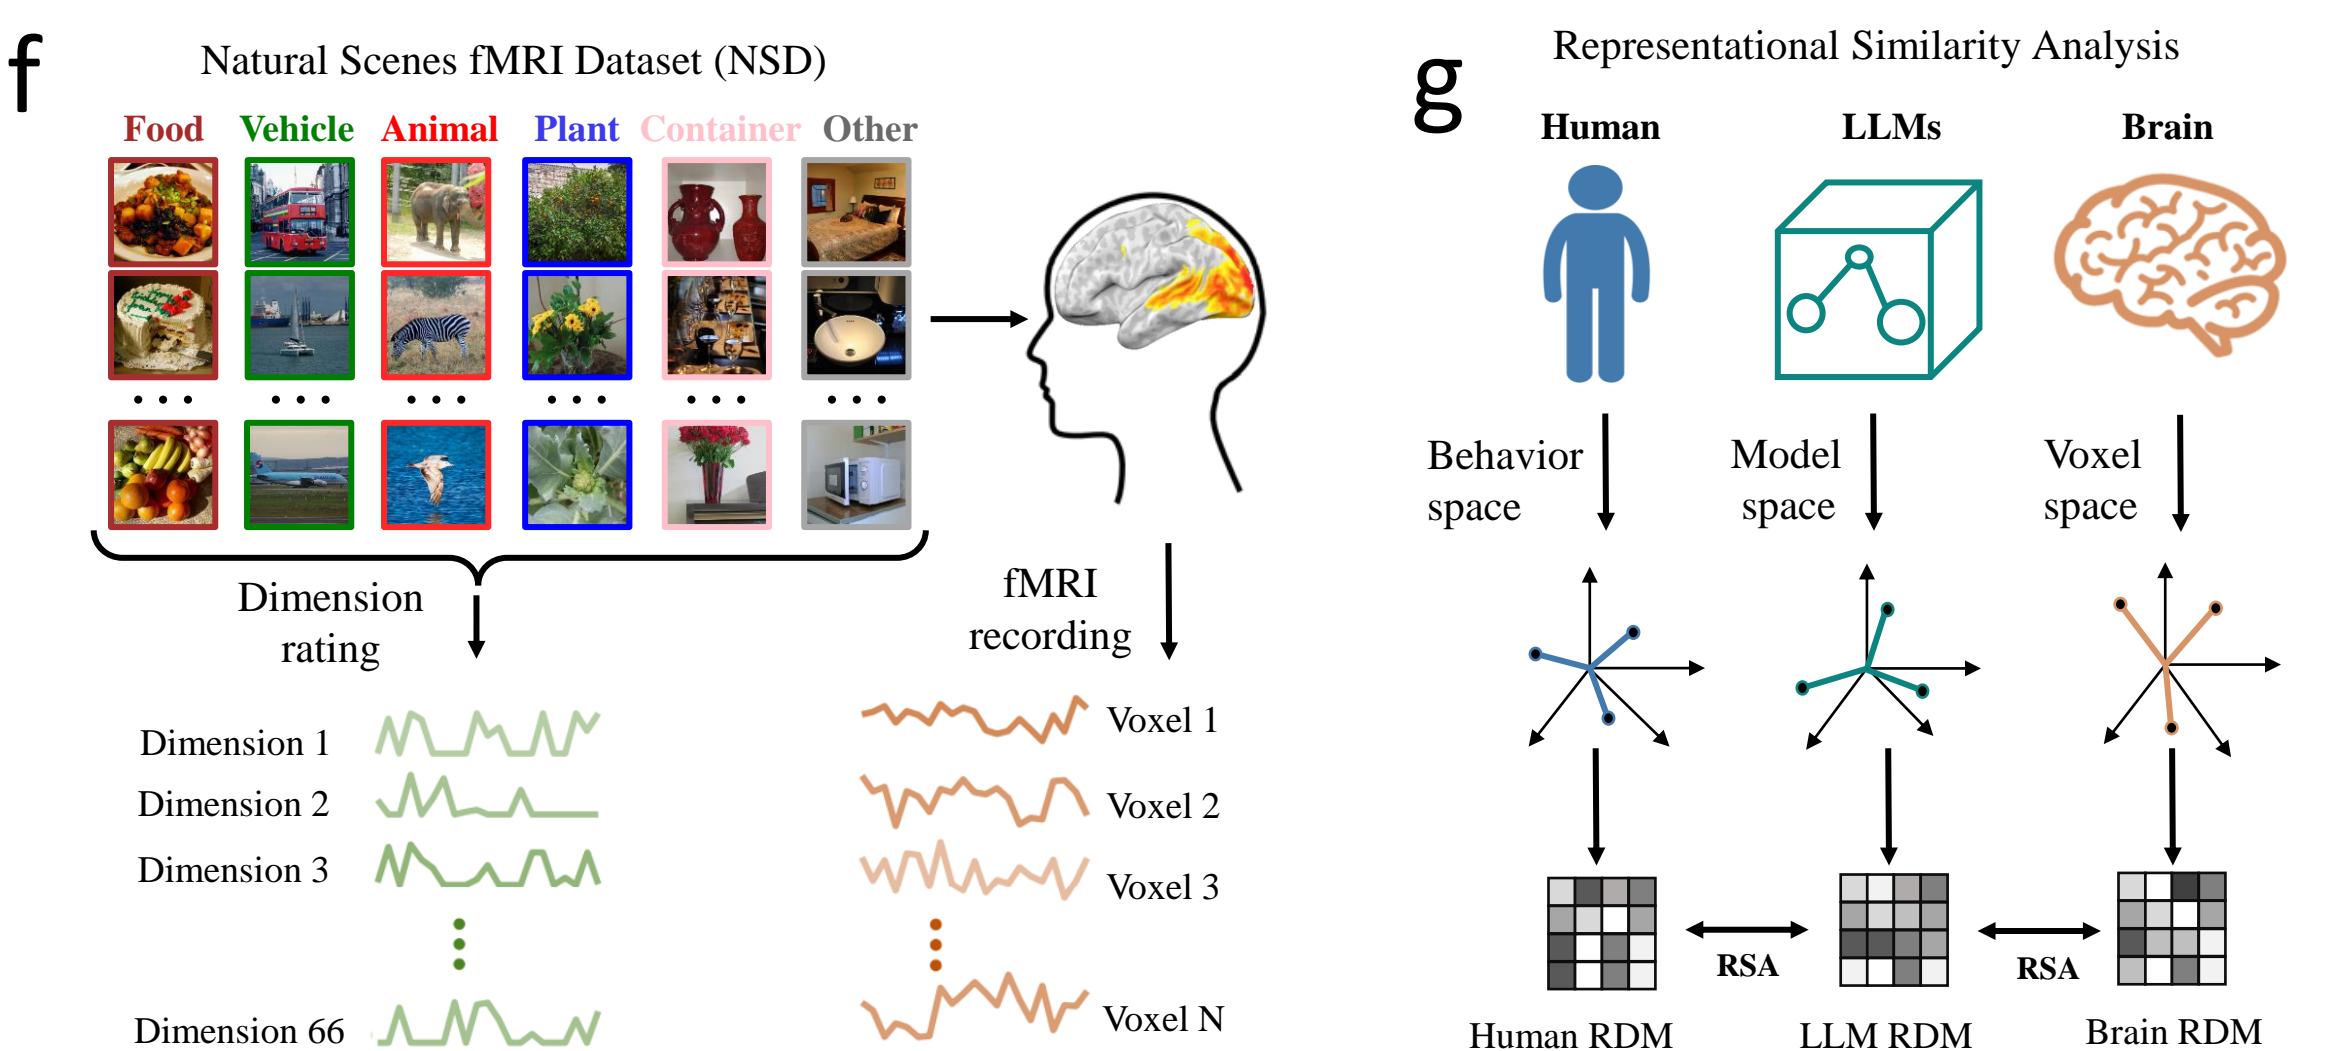 f
Natural Scenes fMRI Dataset (NSD)
Food Vehicle Animal Plant Container Other
Dimension
rating
fMRI
recording
Dimension 1
Dimension 2
Dimension 3
Dimension 66
Voxel 1
Voxel 2
Voxel 3
Voxel N
g
Representational Similarity Analysis
Human LLMs Brain
Behavior
space
Model
space
Voxel
space
RSA
RSA
Human RDM
LLM RDM
Brain RDM